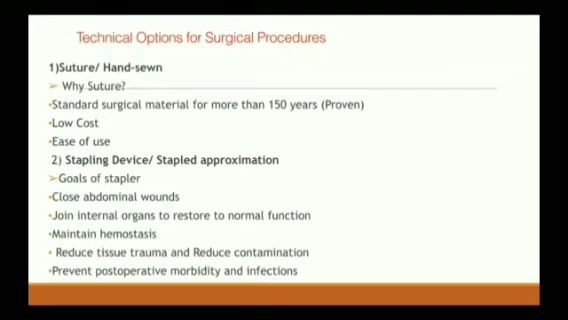 Technical Options for Surgical Procedures
1)Suture/ Hand-sewn
➢ Why Suture?
•Standard surgical material for more than 150 years (Proven)
•Low Cost
•Ease of use
2) Stapling Device/ Stapled approximation
➢Goals of stapler
•Close abdominal wounds
•Join internal organs to restore to normal function
•Maintain hemostasis
• Reduce tissue trauma and Reduce contamination
•Prevent postoperative morbidity and infections